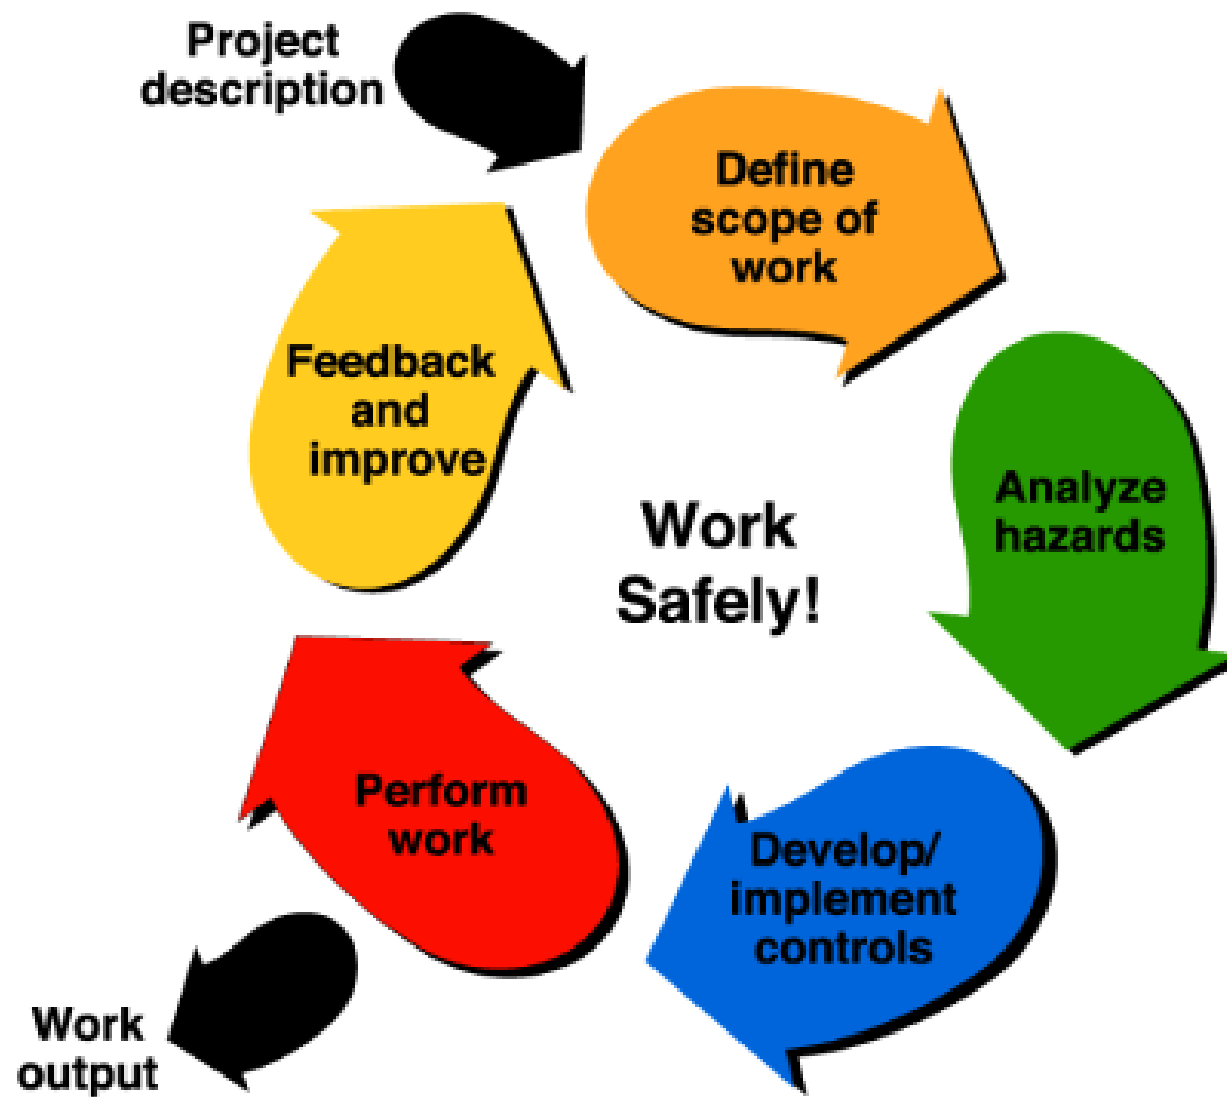 Project
description
Define
scope of
work
Analyze
hazards
Develop/
implement
controls
Perform
work
Feedback
and
improve
Work
Safely!
Work
output